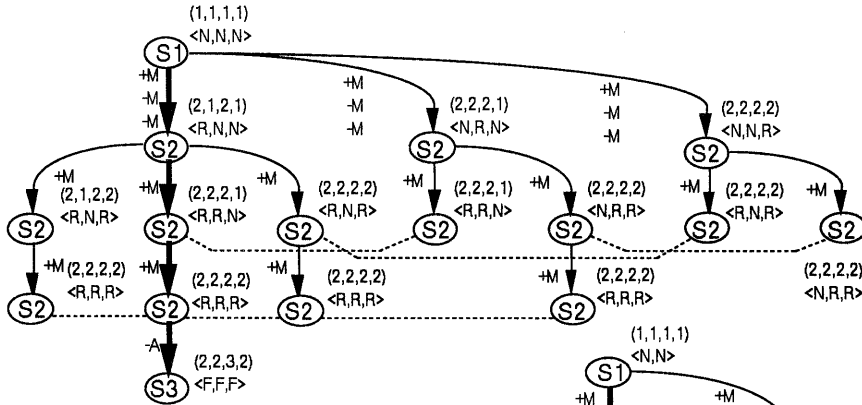 (1,1,1,1)
<N,N,N>
S1
+M
-M
-M
+M
-M
-M
+M
-M
-M
(2,1,2,1)
<R,N,N>
S2
(2,2,2,1)
<N,R,N>
S2
(2,2,2,2)
<N,N,R>
S2
+M
+M
+M
+M
+M
+M
+M
(2,1,2,2)
<R,N,R>
S2
(2,2,2,1)
<R,R,N>
S2
(2,2,2,2)
<R,N,R>
S2
(2,2,2,1)
<R,R,N>
S2
(2,2,2,2)
<N,R,R>
S2
(2,2,2,2)
<R,N,R>
S2
S2
(2,2,2,2)
<N,R,R>
+M
+M
+M
+M
(2,2,2,2)
<R,R,R>
S2
(2,2,2,2)
<R,R,R>
S2
(2,2,2,2)
<R,R,R>
S2
(2,2,2,2)
<R,R,R>
S2
-A
(2,2,3,2)
<F,F,F>
S3
(1,1,1,1)
<N,N>
S1
+M
+M